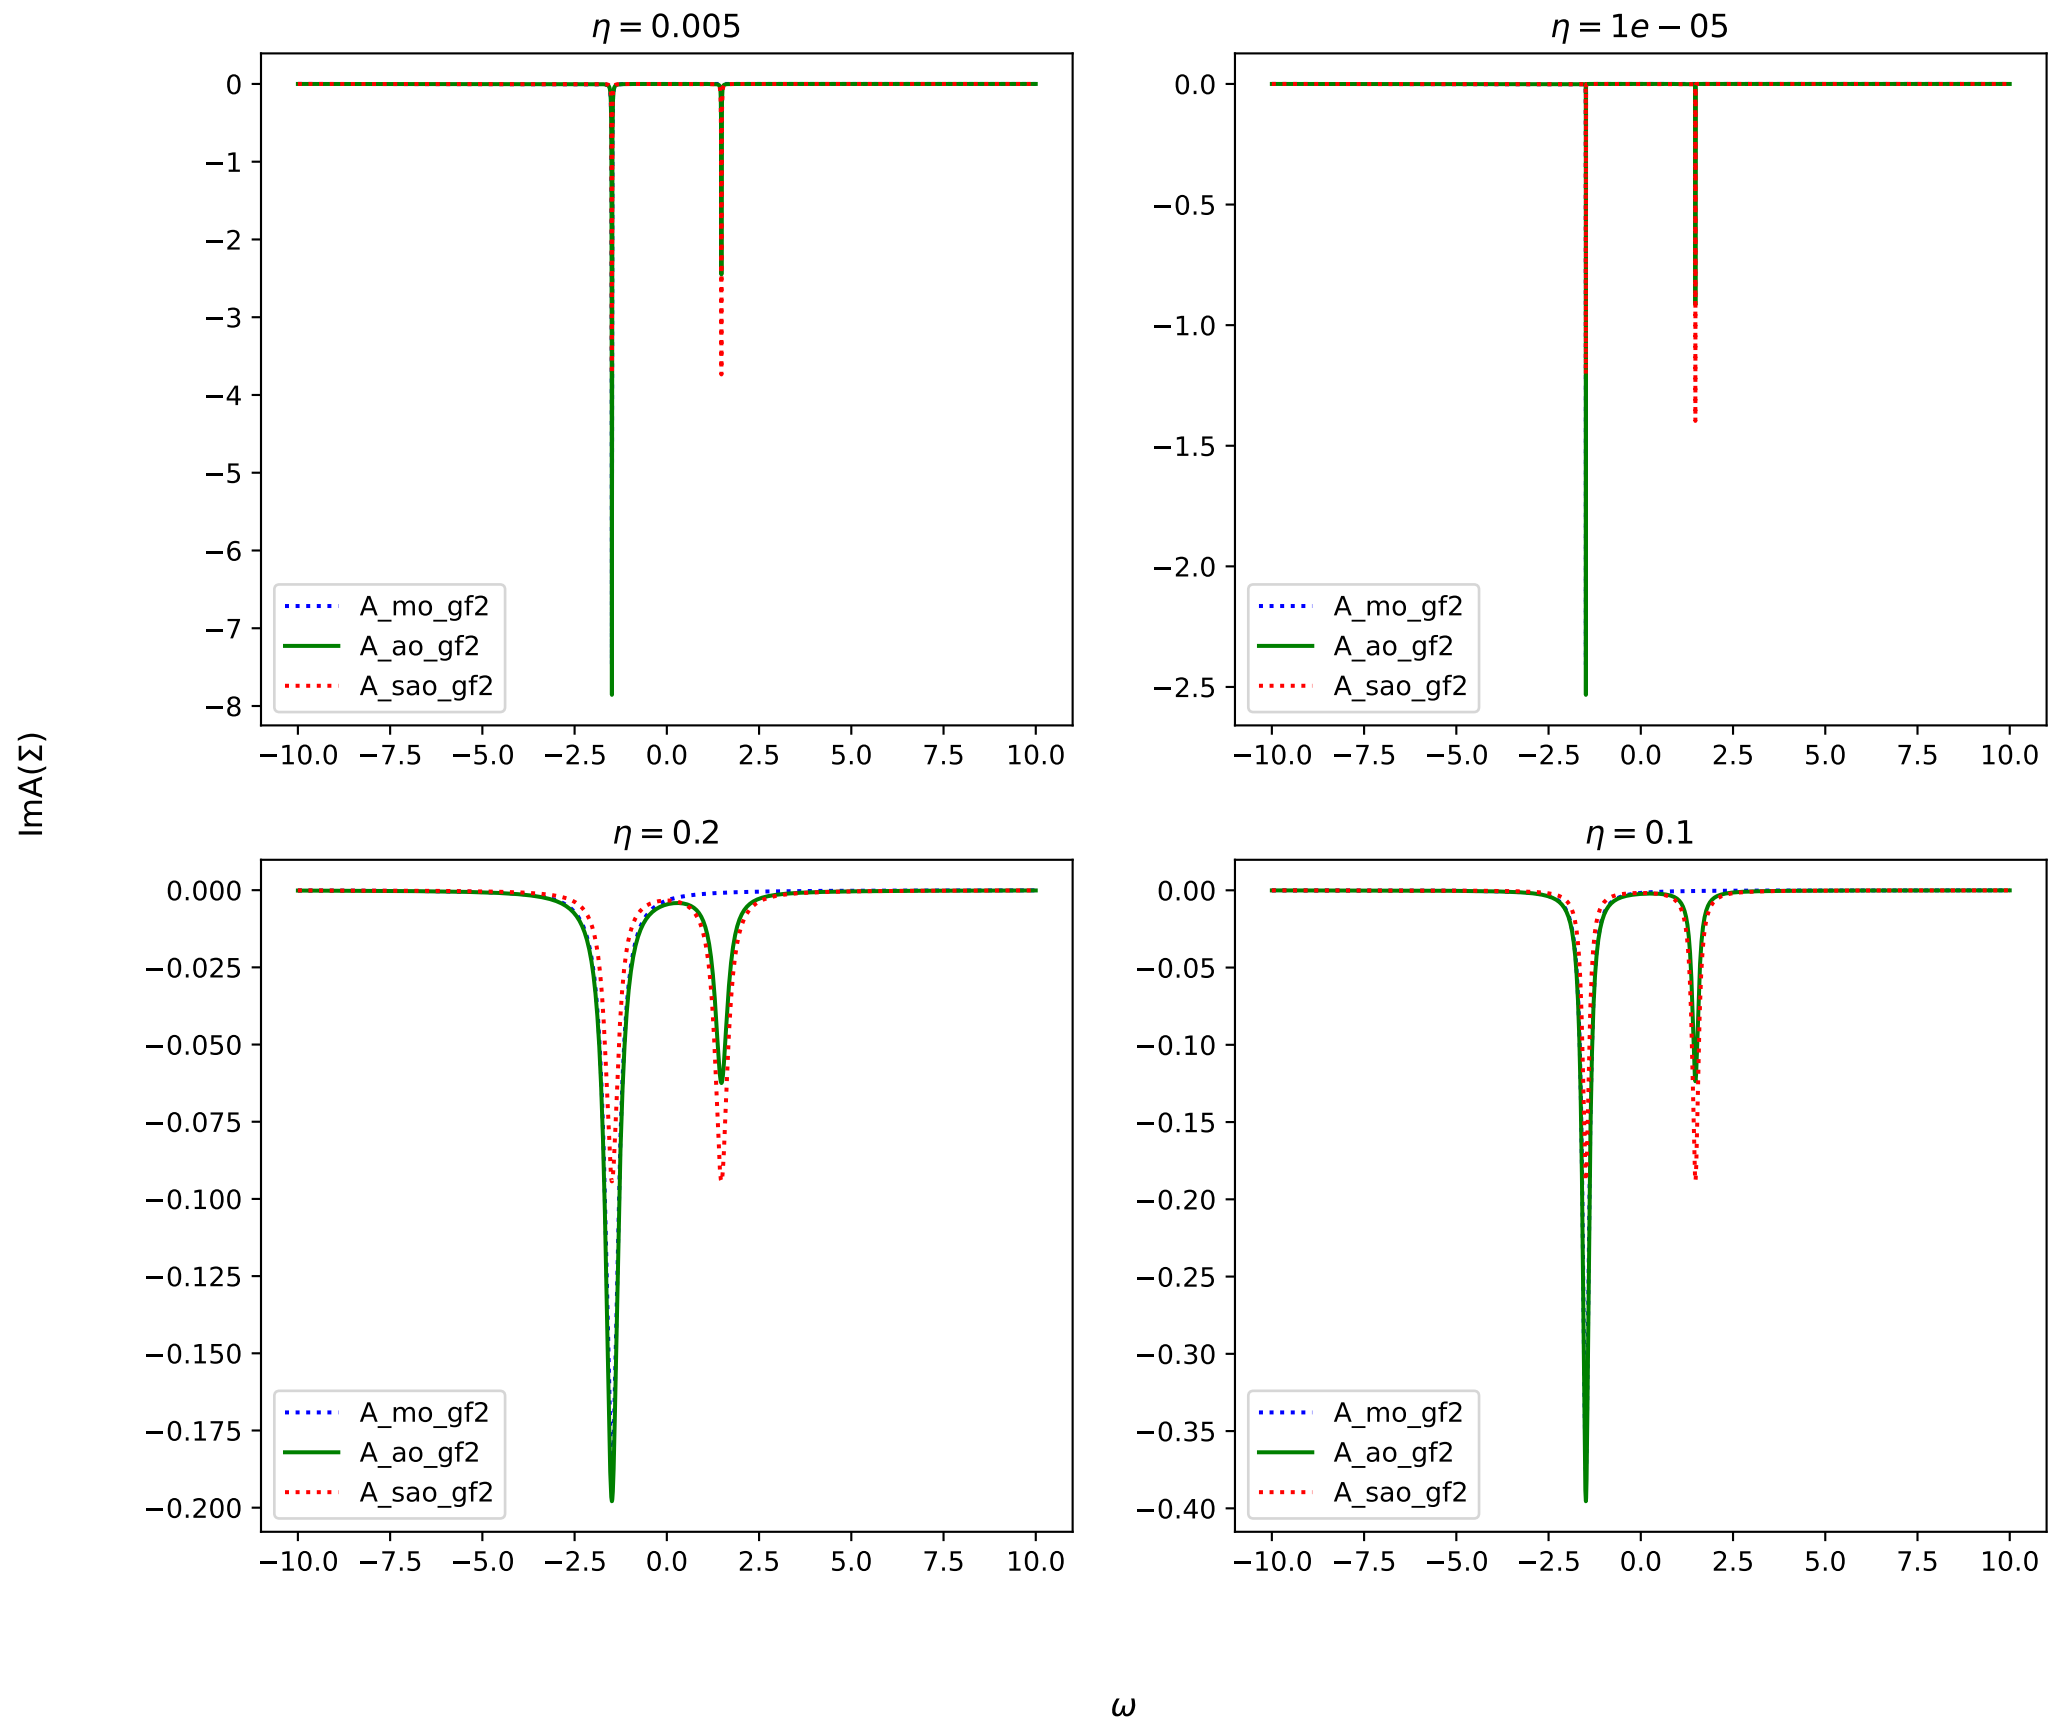 η = 0.005
0
−1
−2
−3
−4
−5
−6
−7
−8
A_mo_gf2
A_ao_gf2
A_sao_gf2
−10.0 −7.5 −5.0 −2.5 0.0 2.5 5.0 7.5 10.0
η = 1e − 05
0.0
−0.5
−1.0
−1.5
−2.0
−2.5
A_mo_gf2
A_ao_gf2
A_sao_gf2
−10.0 −7.5 −5.0 −2.5 0.0 2.5 5.0 7.5 10.0
ImA(Σ)
η = 0.2
0.000
−0.025
−0.050
−0.075
−0.100
−0.125
−0.150
−0.175
−0.200
A_mo_gf2
A_ao_gf2
A_sao_gf2
−10.0 −7.5 −5.0 −2.5 0.0 2.5 5.0 7.5 10.0
η = 0.1
0.00
−0.05
−0.10
−0.15
−0.20
−0.25
−0.30
−0.35
−0.40
A_mo_gf2
A_ao_gf2
A_sao_gf2
−10.0 −7.5 −5.0 −2.5 0.0 2.5 5.0 7.5 10.0
ω